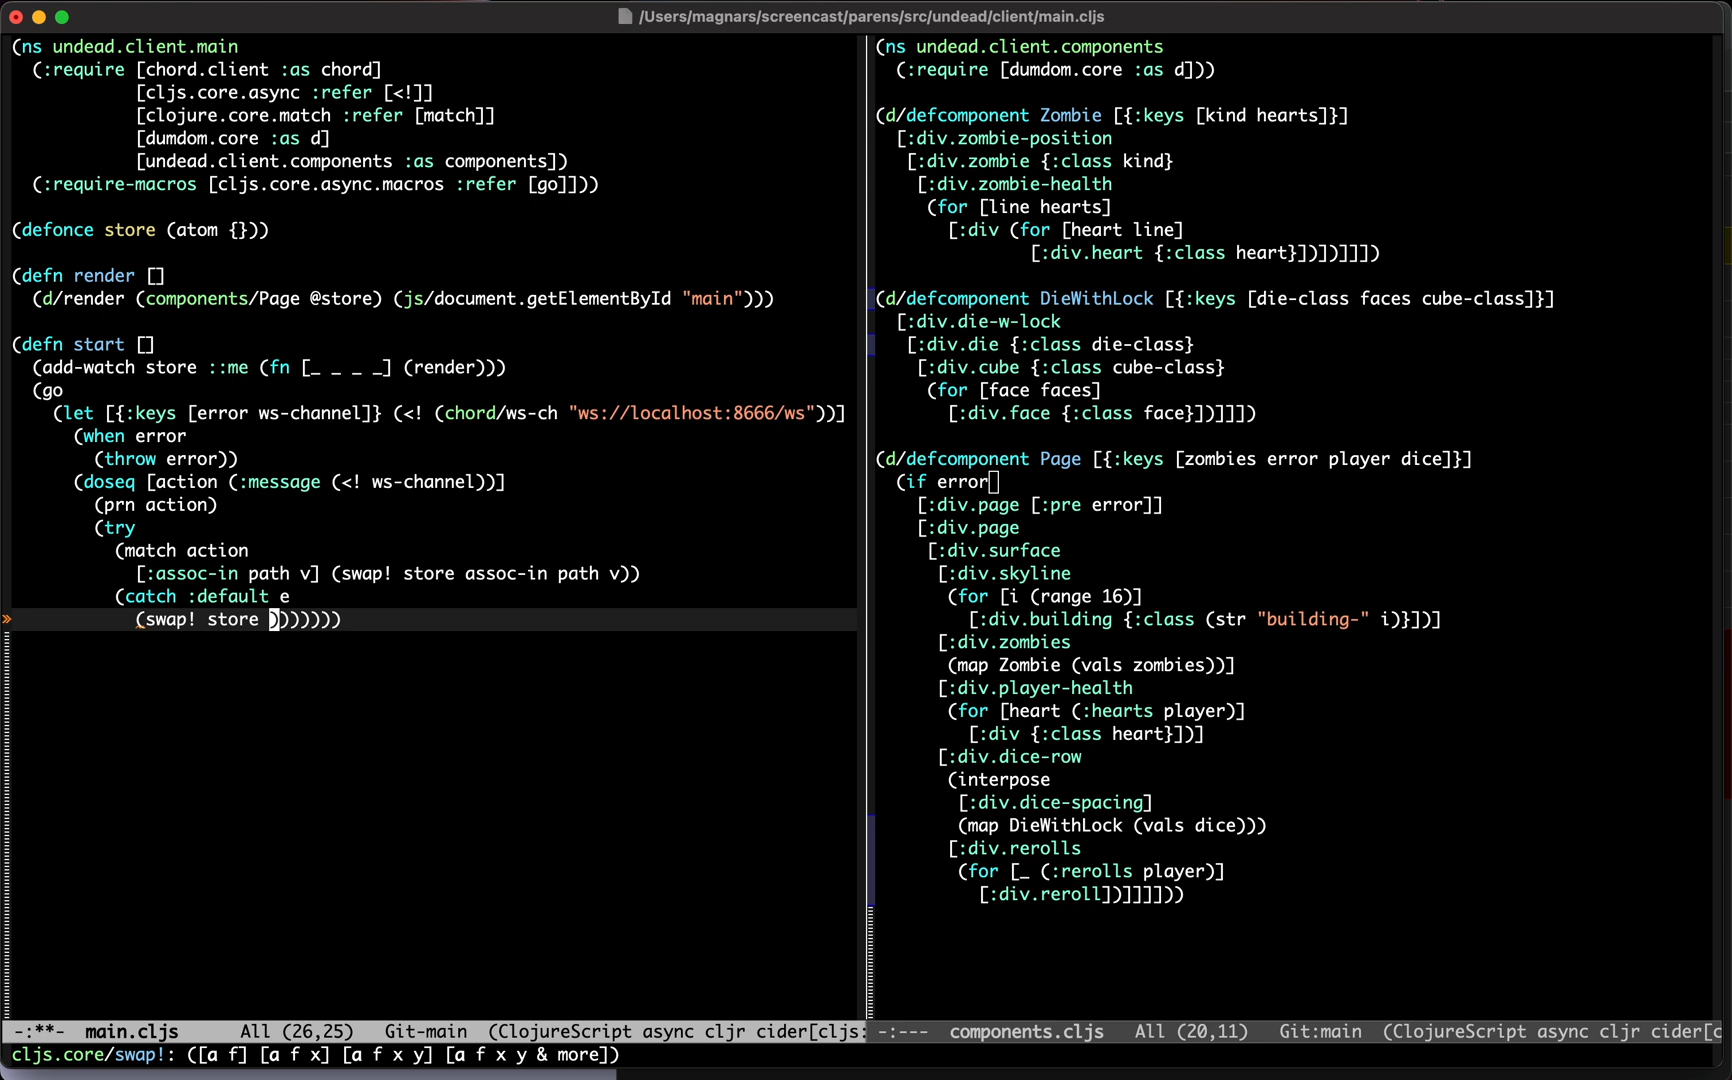 /Users/magnars/screencast/parens/src/undead/client/main.cljs
(ns undead.client.main
  (:require [chord.client :as chord]
            [cljs.core.async :refer [<!]]
            [clojure.core.match :refer [match]]
            [dumdom.core :as d]
            [undead.client.components :as components])
  (:require-macros [cljs.core.async.macros :refer [go]]))

(defonce store (atom {}))

(defn render []
  (d/render (components/Page @store) (js/document.getElementById "main")))

(defn start []
  (add-watch store ::me (fn [_ _ _ _] (render)))
  (go
    (let [{:keys [error ws-channel]} (<! (chord/ws-ch "ws://localhost:8666/ws"))]
      (when error
        (throw error))
      (doseq [action (:message (<! ws-channel))]
        (prn action)
        (try
          (match action
            [:assoc-in path v] (swap! store assoc-in path v))
          (catch :default e
»           (swap! store )))))))
-:**-  main.cljs      All (26,25)   Git-main  (ClojureScript async cljr cider[cljs:
(ns undead.client.components
  (:require [dumdom.core :as d]))

(d/defcomponent Zombie [{:keys [kind hearts]}]
  [:div.zombie-position
   [:div.zombie {:class kind}
    [:div.zombie-health
     (for [line hearts]
       [:div (for [heart line]
               [:div.heart {:class heart}])])]]])

(d/defcomponent DieWithLock [{:keys [die-class faces cube-class]}]
  [:div.die-w-lock
   [:div.die {:class die-class}
    [:div.cube {:class cube-class}
     (for [face faces]
       [:div.face {:class face}])]]])

(d/defcomponent Page [{:keys [zombies error player dice]}]
  (if error
    [:div.page [:pre error]]
    [:div.page
     [:div.surface
      [:div.skyline
       (for [i (range 16)]
         [:div.building {:class (str "building-" i)}])]
      [:div.zombies
       (map Zombie (vals zombies))]
      [:div.player-health
       (for [heart (:hearts player)]
         [:div {:class heart}])]
      [:div.dice-row
       (interpose
        [:div.dice-spacing]
        (map DieWithLock (vals dice)))
       [:div.rerolls
        (for [_ (:rerolls player)]
          [:div.reroll])]]]]))
-:---  components.cljs   All (20,11)   Git:main  (ClojureScript async cljr cider[c
cljs.core/swap!: ([a f] [a f x] [a f x y] [a f x y & more])